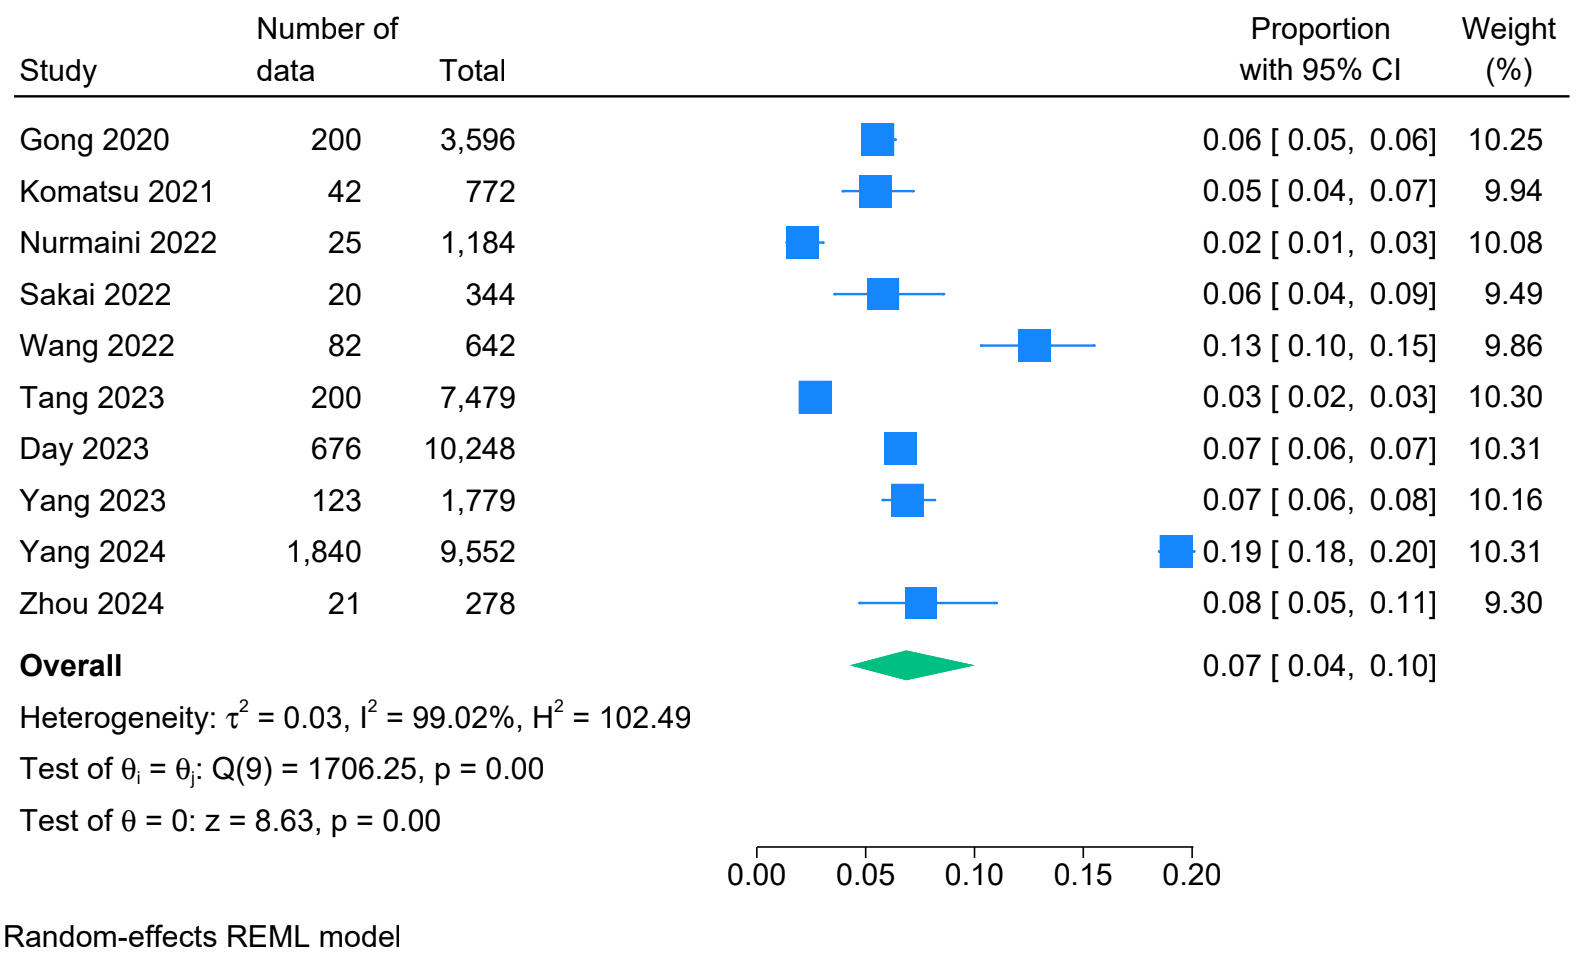 Number of Proportion Weight
Study data Total with 95% CI (%)
Gong 2020 200 3,596 0.06 [ 0.05, 0.06] 10.25
Komatsu 2021 42 772 0.05 [ 0.04, 0.07] 9.94
Nurmaini 2022 25 1,184 0.02 [ 0.01, 0.03] 10.08
Sakai 2022 20 344 0.06 [ 0.04, 0.09] 9.49
Wang 2022 82 642 0.13 [ 0.10, 0.15] 9.86
Tang 2023 200 7,479 0.03 [ 0.02, 0.03] 10.30
Day 2023 676 10,248 0.07 [ 0.06, 0.07] 10.31
Yang 2023 123 1,779 0.07 [ 0.06, 0.08] 10.16
Yang 2024 1,840 9,552 0.19 [ 0.18, 0.20] 10.31
Zhou 2024 21 278 0.08 [ 0.05, 0.11] 9.30
Overall 0.07 [ 0.04, 0.10]
Heterogeneity: τ² = 0.03, I² = 99.02%, H² = 102.49
Test of θᵢ = θⱼ: Q(9) = 1706.25, p = 0.00
Test of θ = 0: z = 8.63, p = 0.00
0.00 0.05 0.10 0.15 0.20
Random-effects REML model